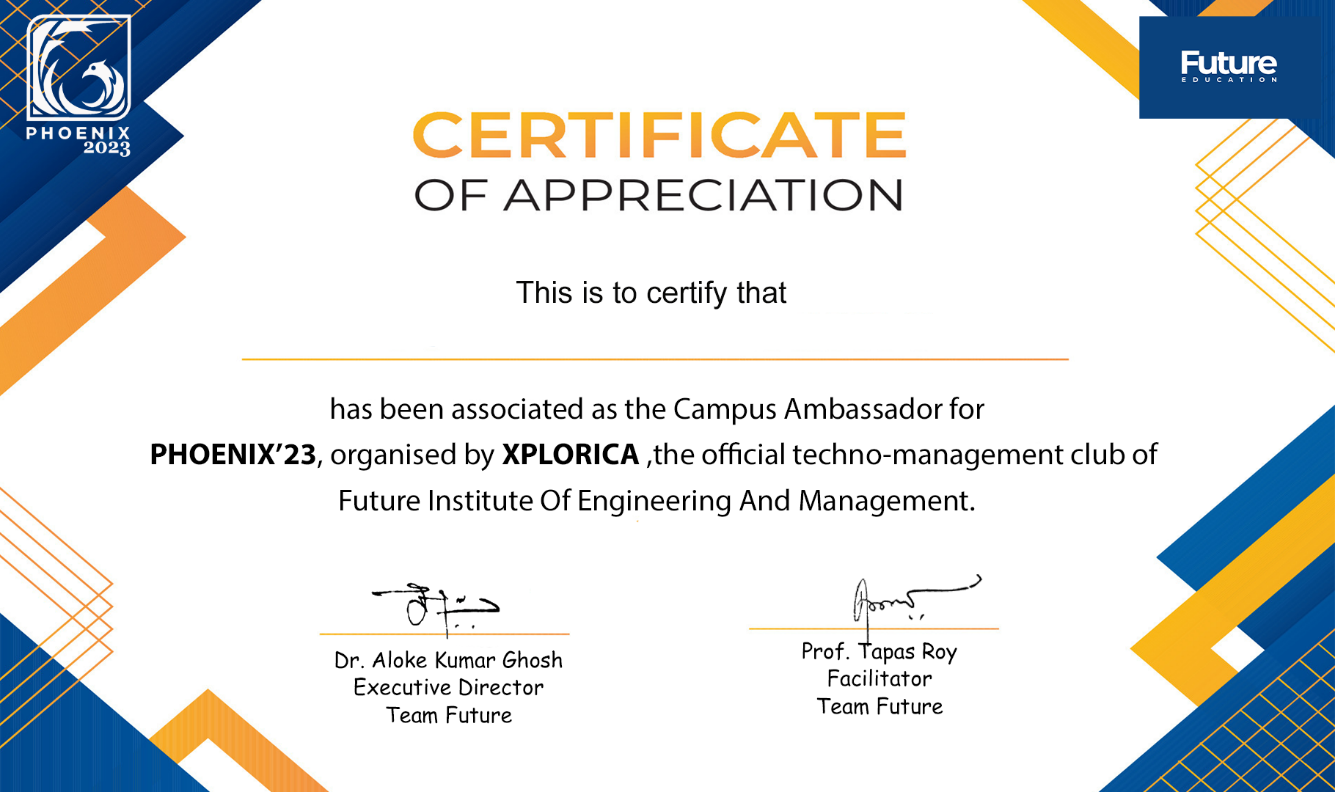 PHOENIX
2023
Future
EDUCATION
CERTIFICATE
OF APPRECIATION
This is to certify that
has been associated as the Campus Ambassador for
PHOENIX’23, organised by XPLORICA ,the official techno-management club of
Future Institute Of Engineering And Management.
Dr. Aloke Kumar Ghosh
Executive Director
Team Future
Prof. Tapas Roy
Facilitator
Team Future